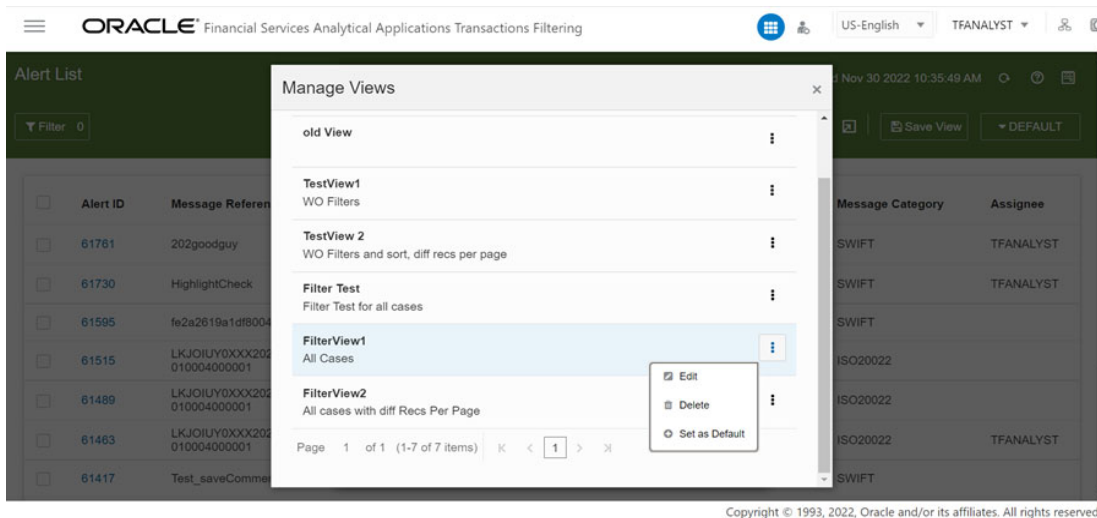 ORACLE Financial Services Analytical Applications Transactions Filtering
US-English
TFANALYST
Alert List
Nov 30 2022 10:35:49 AM
Filter 0
Save View
DEFAULT
Manage Views
old View
TestView1
WO Filters
TestView 2
WO Filters and sort, diff recs per page
Filter Test
Filter Test for all cases
FilterView1
All Cases
FilterView2
All cases with diff Recs Per Page
Page 1 of 1 (1-7 of 7 items) 1
Edit
Delete
Set as Default
Alert ID Message Referen Message Category Assignee
61761 202goodguy SWIFT TFANALYST
61730 HighlightCheck SWIFT TFANALYST
61595 fe2a2619a1df8004 SWIFT
61515 LKJOIUY0XXX202 ISO20022
010004000001
61489 LKJOIUY0XXX202 ISO20022
010004000001
61463 LKJOIUY0XXX202 ISO20022 TFANALYST
010004000001
61417 Test_saveComme SWIFT
Copyright © 1993, 2022, Oracle and/or its affiliates. All rights reserved